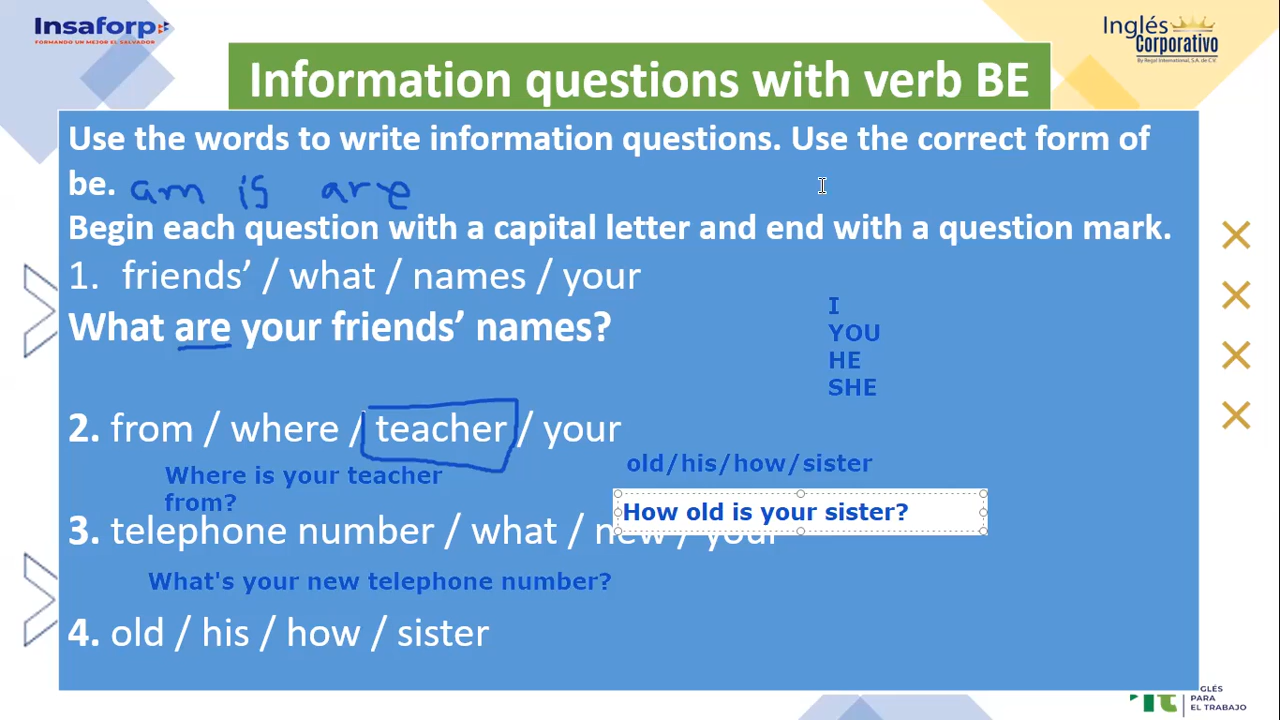 Insaforp
FORMANDO UN MEJOR EL SALVADOR
Inglés
Corporativo
By Regal International, S.A. de C.V.
Information questions with verb BE
Use the words to write information questions. Use the correct form of
be. am is are
Begin each question with a capital letter and end with a question mark.
1. friends’ / what / names / your
What are your friends’ names?
I
YOU
HE
SHE
2. from / where / teacher / your
Where is your teacher
from?
old/his/how/sister
How old is your sister?
3. telephone number / what / new / your
What's your new telephone number?
4. old / his / how / sister
INGLÉS
PARA
EL TRABAJO